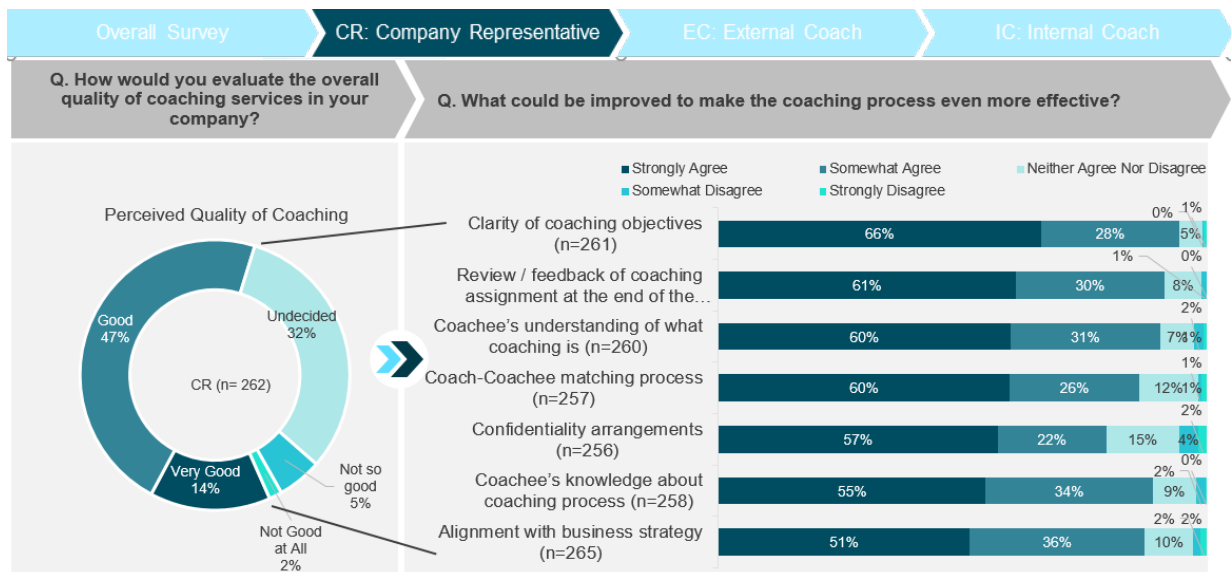 Overall Survey
CR: Company Representative
EC: External Coach
IC: Internal Coach
Q. How would you evaluate the overall
quality of coaching services in your
company?
Q. What could be improved to make the coaching process even more effective?
Perceived Quality of Coaching
Good
47%
Undecided
32%
CR (n= 262)
Very Good
14%
Not so
good
5%
Not Good
at All
2%
Strongly Agree
Somewhat Agree
Neither Agree Nor Disagree
Somewhat Disagree
Strongly Disagree
Clarity of coaching objectives
(n=261)
66%
28%
5%
0%
1%
Review / feedback of coaching
assignment at the end of the…
61%
30%
8%
1%
0%
Coachee's understanding of what
coaching is (n=260)
60%
31%
7%
1%
2%
Coach-Coachee matching process
(n=257)
60%
26%
12%
1%
1%
Confidentiality arrangements
(n=256)
57%
22%
15%
4%
2%
Coachee's knowledge about
coaching process (n=258)
55%
34%
9%
2%
0%
Alignment with business strategy
(n=265)
51%
36%
10%
2%
2%